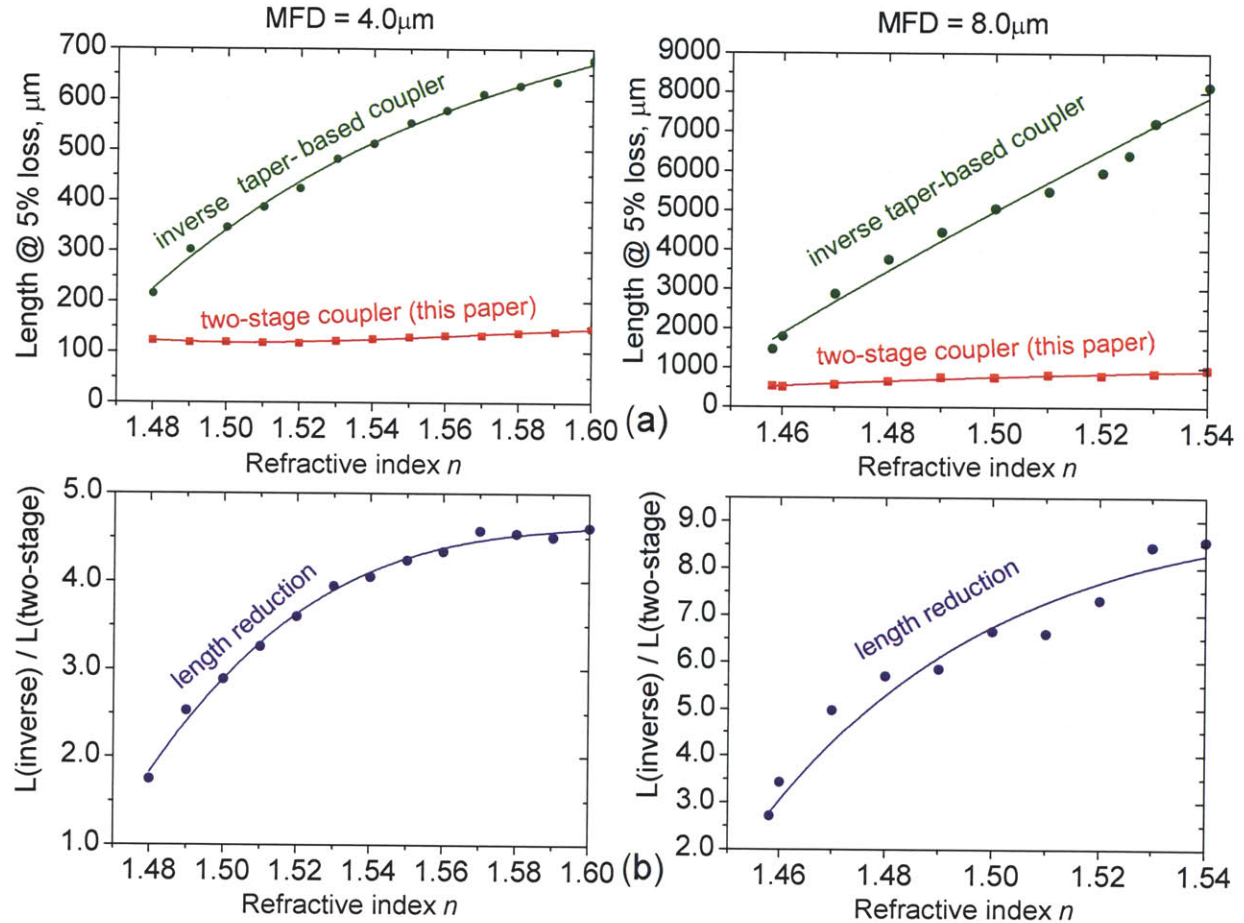 MFD = 4.0μm
Length @ 5% loss, μm
700
600
500
400
300
200
100
0
inverse taper- based coupler
two-stage coupler (this paper)
1.48 1.50 1.52 1.54 1.56 1.58 1.60
Refractive index n
MFD = 8.0μm
Length @ 5% loss, μm
9000
8000
7000
6000
5000
4000
3000
2000
1000
0
inverse taper-based coupler
two-stage coupler (this paper)
1.46 1.48 1.50 1.52 1.54
Refractive index n
(a)
L(inverse) / L(two-stage)
5.0
4.0
3.0
2.0
1.0
length reduction
1.48 1.50 1.52 1.54 1.56 1.58 1.60
Refractive index n
L(inverse) / L(two-stage)
9.0
8.0
7.0
6.0
5.0
4.0
3.0
2.0
length reduction
1.46 1.48 1.50 1.52 1.54
Refractive index n
(b)